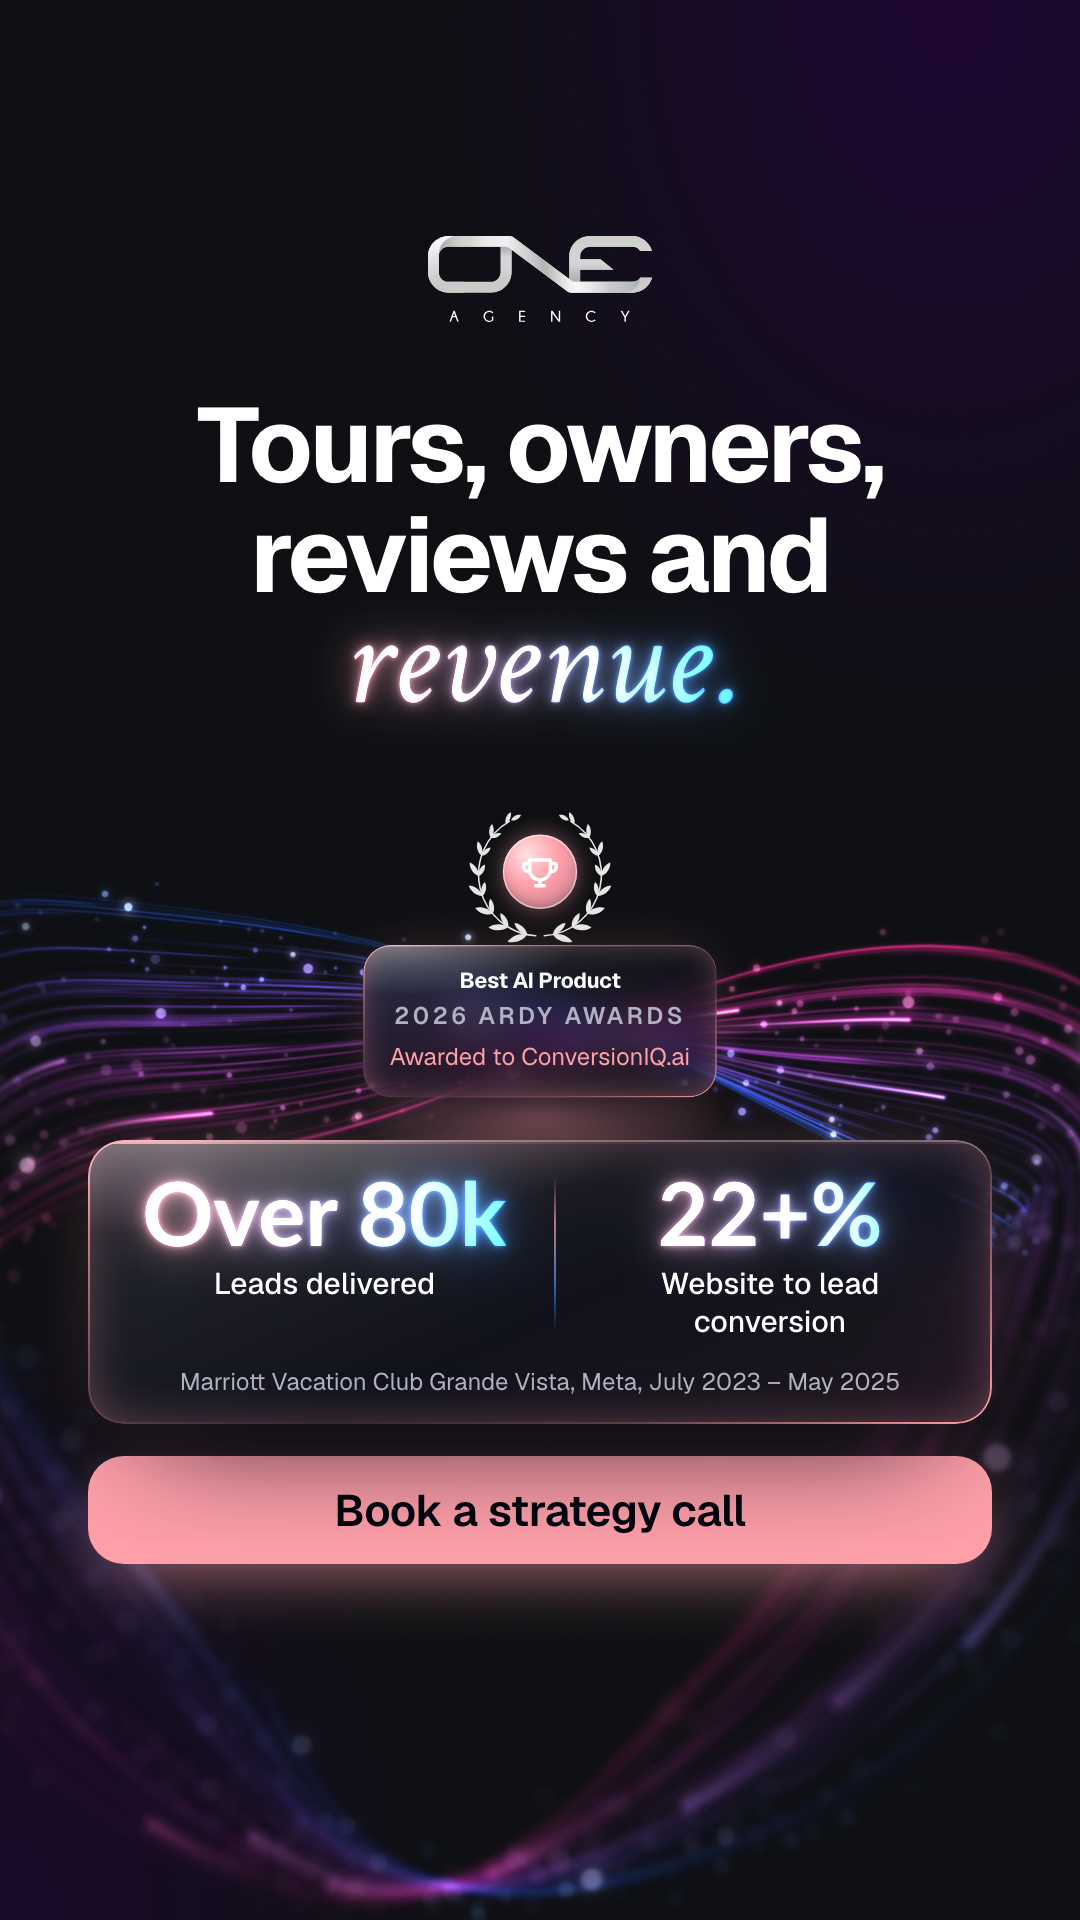 ONE
AGENCY
Tours, owners,
reviews and
revenue.
Best AI Product
2026 ARDY AWARDS
Awarded to ConversionIQ.ai
Over 80k
Leads delivered
22+%
Website to lead
conversion
Marriott Vacation Club Grande Vista, Meta, July 2023 – May 2025
Book a strategy call